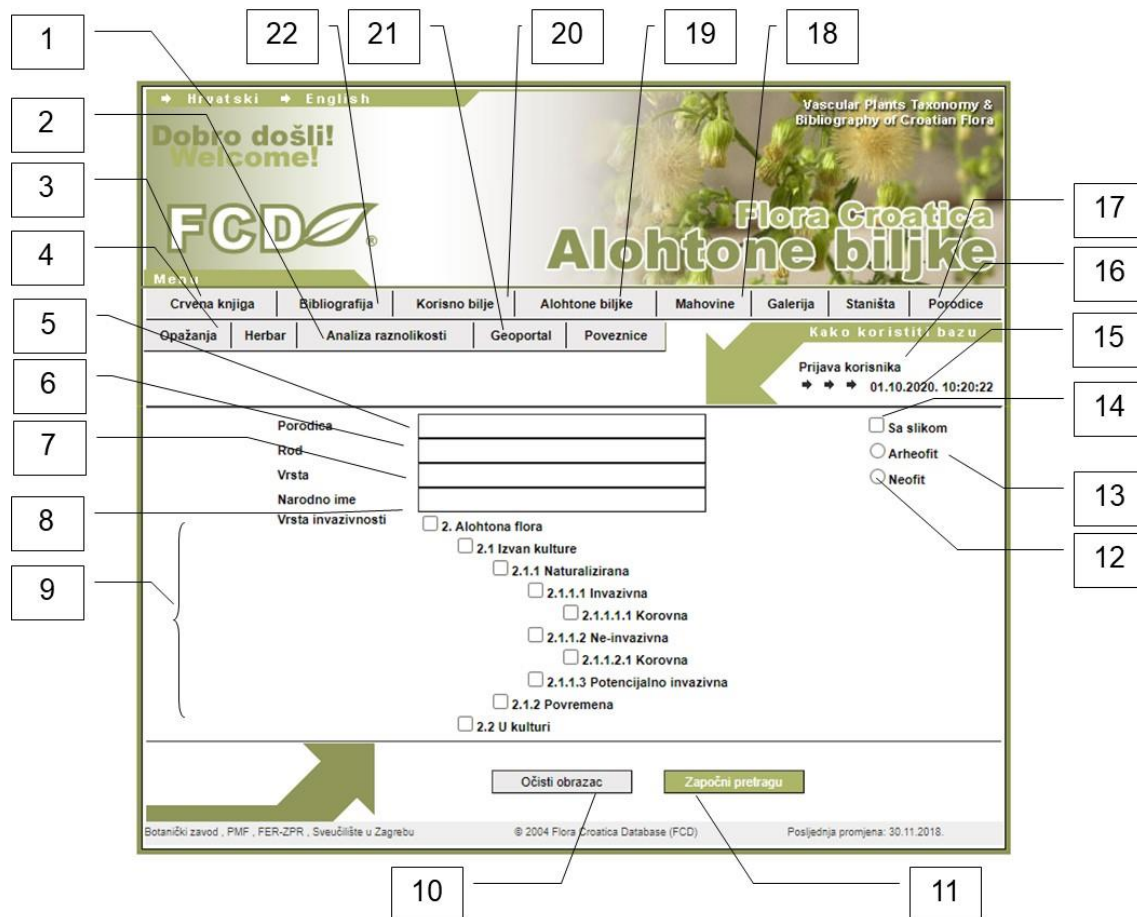 1
22
21
20
19
18
2
3
4
5
6
7
8
9
17
16
15
14
13
12
10
11
Hrvatski English
Dobro došli!
Welcome!
Vascular Plants Taxonomy &
Bibliography of Croatian Flora
FCD®
Flora Croatica
Alohtone biljke
Menu
Crvena knjiga Bibliografija Korisno bilje Alohtone biljke Mahovine Galerija Staništa Porodice
Opažanja Herbar Analiza raznolikosti Geoportal Poveznice
Kako koristiti bazu
Prijava korisnika
01.10.2020. 10:20:22
Porodica
Rod
Vrsta
Narodno ime
Vrsta invazivnosti
Sa slikom
Arheofit
Neofit
2. Alohtona flora
2.1 Izvan kulture
2.1.1 Naturalizirana
2.1.1.1 Invazivna
2.1.1.1.1 Korovna
2.1.1.2 Ne-invazivna
2.1.1.2.1 Korovna
2.1.1.3 Potencijalno invazivna
2.1.2 Povremena
2.2 U kulturi
Očisti obrazac Započni pretragu
Botanički zavod , PMF , FER-ZPR , Sveučilište u Zagrebu © 2004 Flora Croatica Database (FCD) Posljednja promjena: 30.11.2018.